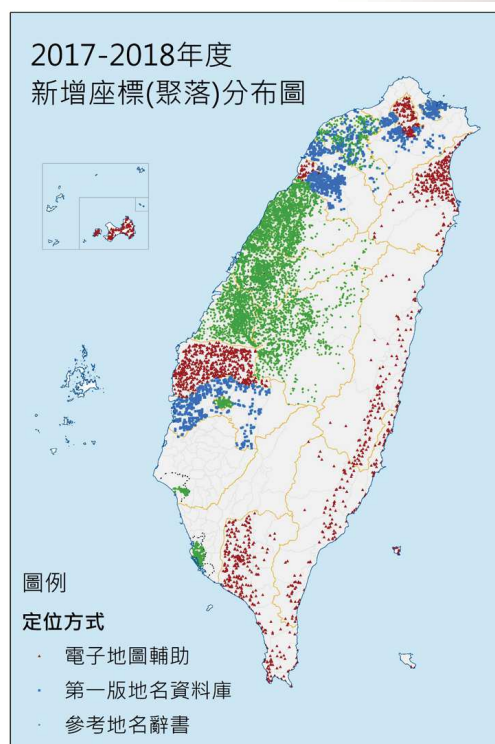 2017-2018年度
新增座標(聚落)分布圖
圖例
定位方式
電子地圖輔助
第一版地名資料庫
參考地名辭書